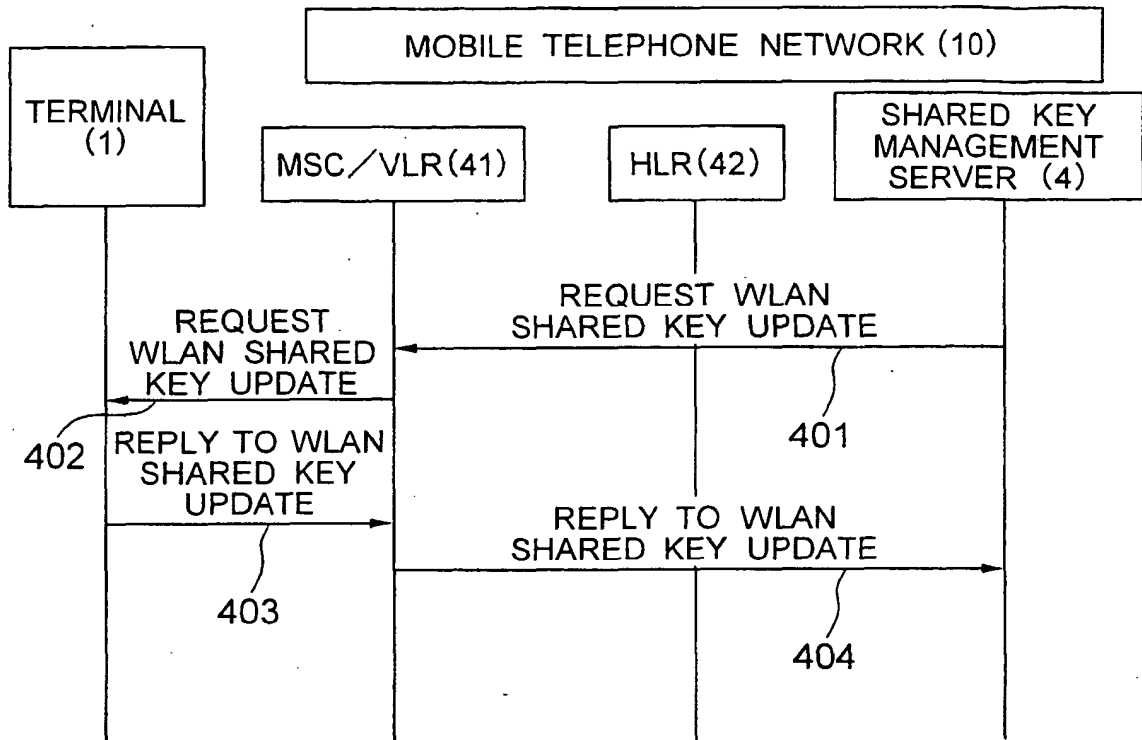 MOBILE TELEPHONE NETWORK (10)
TERMINAL
(1)
MSC/VLR(41)
HLR(42)
SHARED KEY
MANAGEMENT
SERVER (4)
REQUEST WLAN
SHARED KEY UPDATE
401
REQUEST
WLAN SHARED
KEY UPDATE
402
REPLY TO WLAN
SHARED KEY
UPDATE
403
REPLY TO WLAN
SHARED KEY UPDATE
404